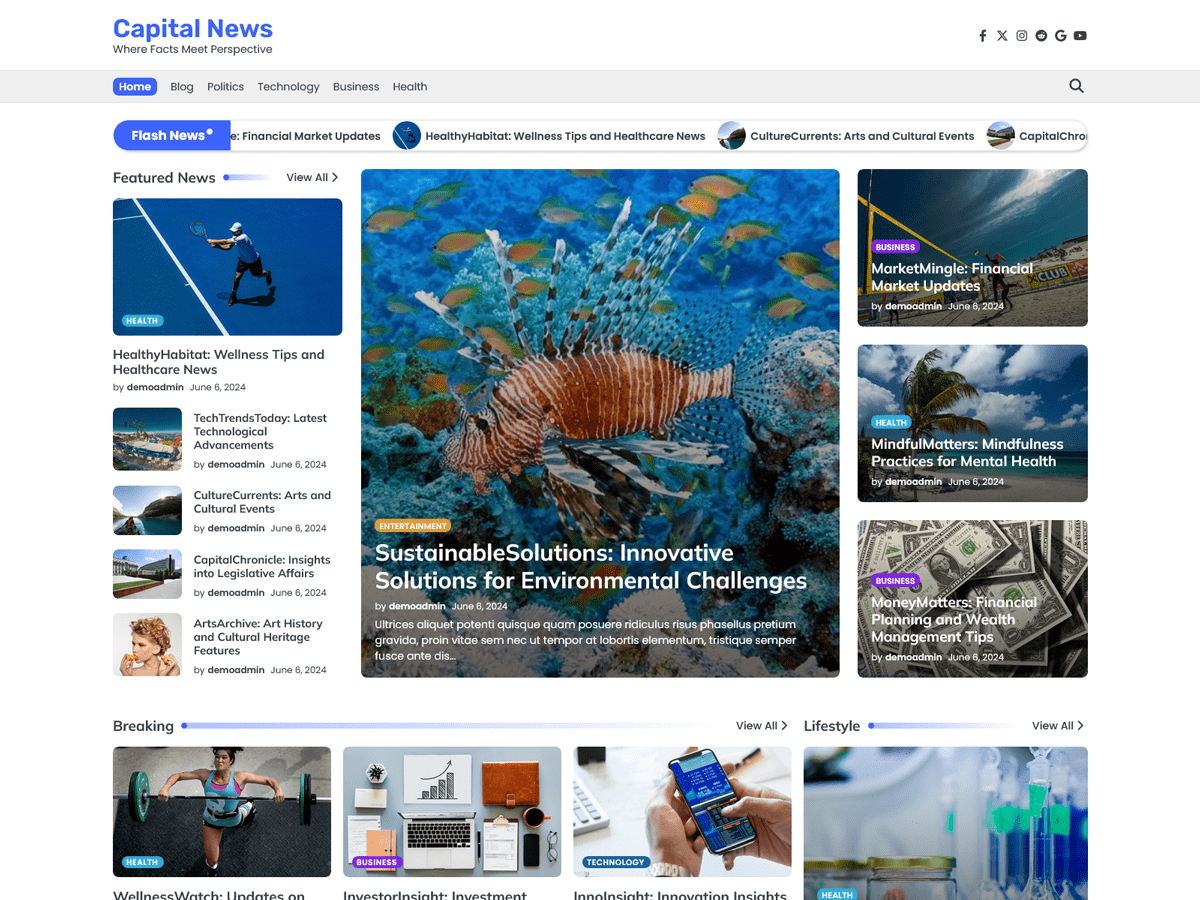 Capital News
Where Facts Meet Perspective
Home
Blog
Politics
Technology
Business
Health
Flash News
e: Financial Market Updates
HealthyHabitat: Wellness Tips and Healthcare News
CultureCurrents: Arts and Cultural Events
CapitalChro
Featured News
View All
HEALTH
HealthyHabitat: Wellness Tips and
Healthcare News
by demoadmin June 6, 2024
TechTrendsToday: Latest
Technological
Advancements
by demoadmin June 6, 2024
CultureCurrents: Arts and
Cultural Events
by demoadmin June 6, 2024
CapitalChronicle: Insights
into Legislative Affairs
by demoadmin June 6, 2024
ArtsArchive: Art History
and Cultural Heritage
Features
by demoadmin June 6, 2024
ENTERTAINMENT
SustainableSolutions: Innovative
Solutions for Environmental Challenges
by demoadmin June 6, 2024
Ultrices aliquet potenti quisque quam posuere ridiculus risus phasellus pretium
gravida, proin vitae sem nec ut tempor at lobortis elementum, tristique semper
fusce ante dis...
XCLUB
BUSINESS
MarketMingle: Financial
Market Updates
by demoadmin June 6, 2024
HEALTH
MindfulMatters: Mindfulness
Practices for Mental Health
by demoadmin June 6, 2024
BUSINESS
MoneyMatters: Financial
Planning and Wealth
Management Tips
by demoadmin June 6, 2024
Breaking
View All
HEALTH
WellnessWatch: Updates on
BUSINESS
InvestorInsight: Investment
TECHNOLOGY
InnoInsight: Innovation Insights
Lifestyle
View All
HEALTH